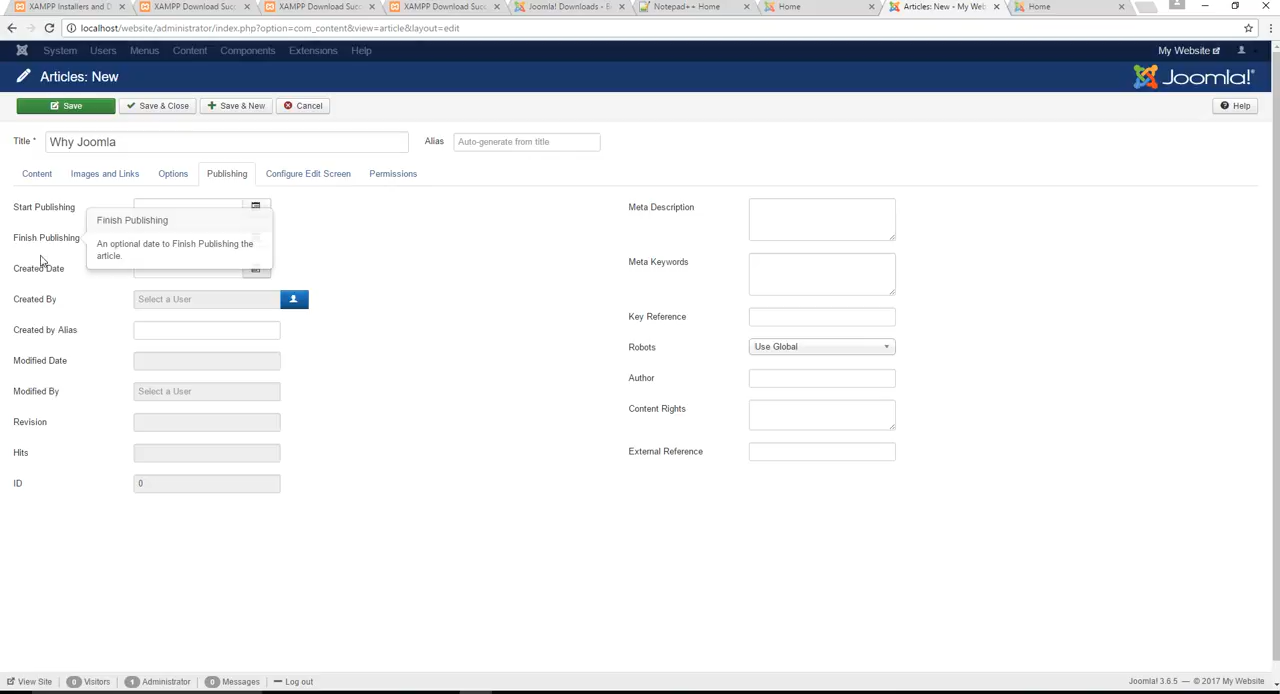 XAMPP Installers and D
XAMPP Download Succ
XAMPP Download Succ
XAMPP Download Succ
Joomla! Downloads - E
Notepad++ Home
Home
Articles: New - My Web
Home
localhost/website/administrator/index.php?option=com_content&view=article&layout=edit
System Users Menus Content Components Extensions Help
My Website
Articles: New
Joomla!®
Save
Save & Close
Save & New
Cancel
Help
Title * Why Joomla
Alias Auto-generate from title
Content Images and Links Options Publishing Configure Edit Screen Permissions
Start Publishing
Finish Publishing
Finish Publishing
An optional date to Finish Publishing the
article.
Created Date
Created By Select a User
Created by Alias
Modified Date
Modified By Select a User
Revision
Hits
ID 0
Meta Description
Meta Keywords
Key Reference
Robots Use Global
Author
Content Rights
External Reference
View Site 0 Visitors 1 Administrator 0 Messages Log out
Joomla! 3.6.5 — © 2017 My Website